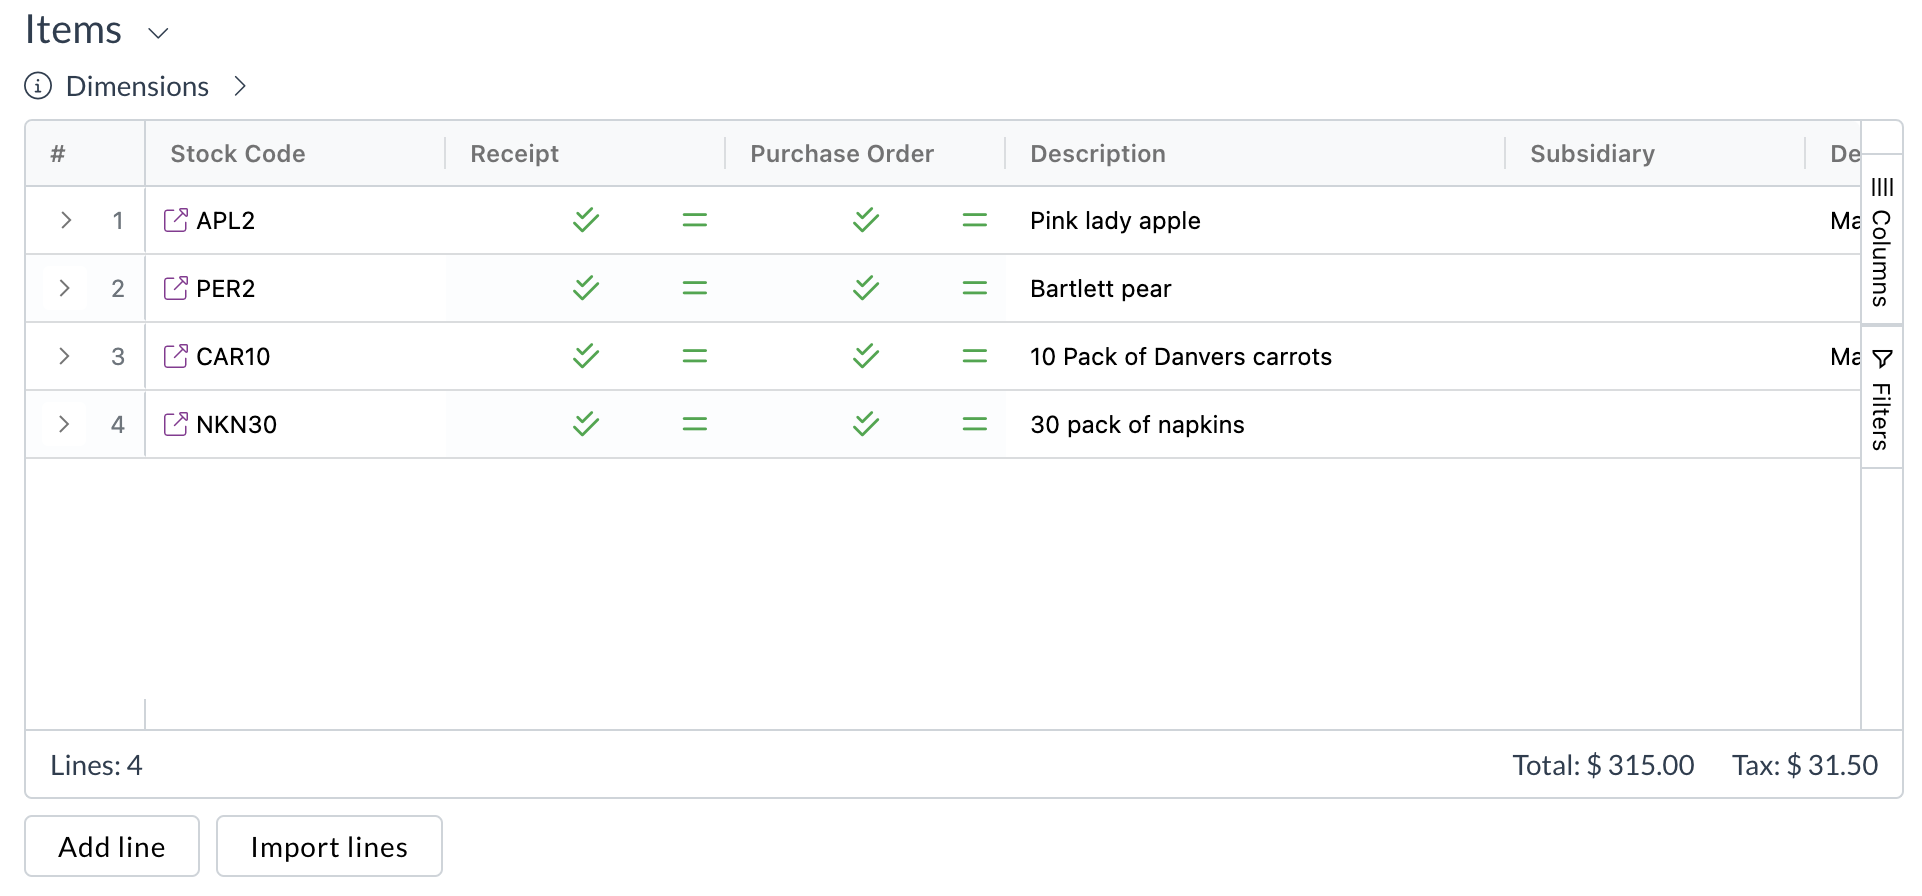 Items
Dimensions
# Stock Code Receipt Purchase Order Description Subsidiary De
1 APL2 Pink lady apple Ma
2 PER2 Bartlett pear
3 CAR10 10 Pack of Danvers carrots Ma
4 NKN30 30 pack of napkins
Columns
Filters
Lines: 4 Total: $ 315.00 Tax: $ 31.50
Add line Import lines